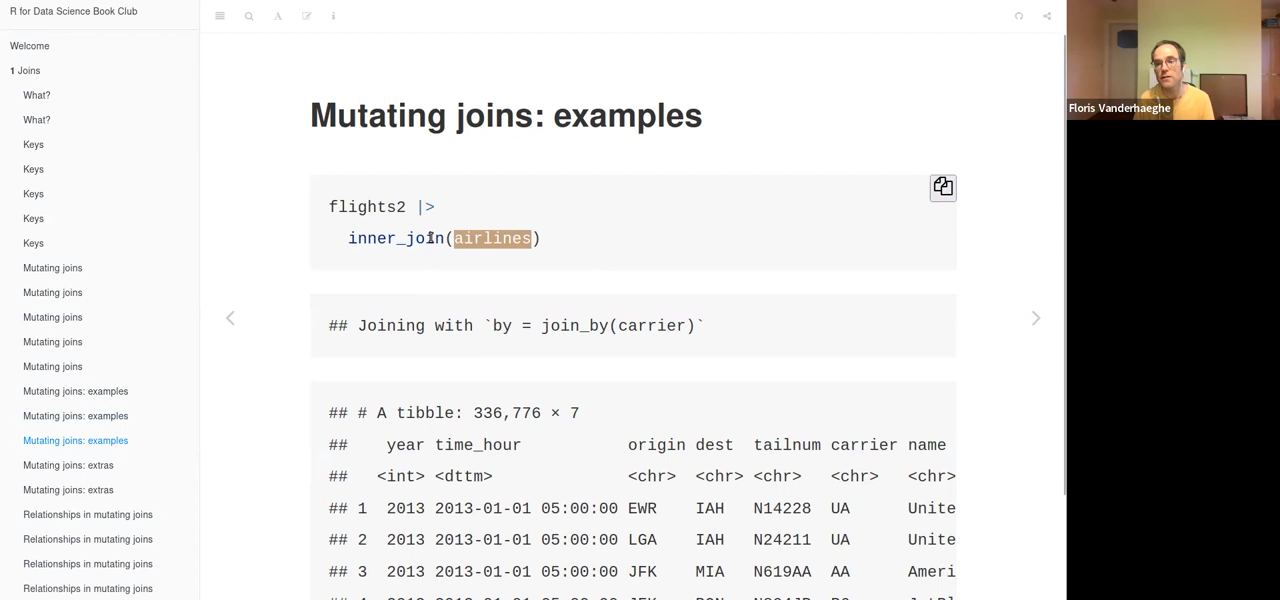 R for Data Science Book Club
Welcome
1 Joins
What?
What?
Keys
Keys
Keys
Keys
Keys
Mutating joins
Mutating joins
Mutating joins
Mutating joins
Mutating joins
Mutating joins: examples
Mutating joins: examples
Mutating joins: examples
Mutating joins: extras
Mutating joins: extras
Relationships in mutating joins
Relationships in mutating joins
Relationships in mutating joins
Relationships in mutating joins
Mutating joins: examples
flights2 |>
inner_join(airlines)
## Joining with `by = join_by(carrier)`
## # A tibble: 336,776 × 7
## year time_hour origin dest tailnum carrier name
## <int> <dttm> <chr> <chr> <chr> <chr> <chr>
## 1 2013 2013-01-01 05:00:00 EWR IAH N14228 UA Unite
## 2 2013 2013-01-01 05:00:00 LGA IAH N24211 UA Unite
## 3 2013 2013-01-01 05:00:00 JFK MIA N619AA AA Ameri
Floris Vanderhaeghe